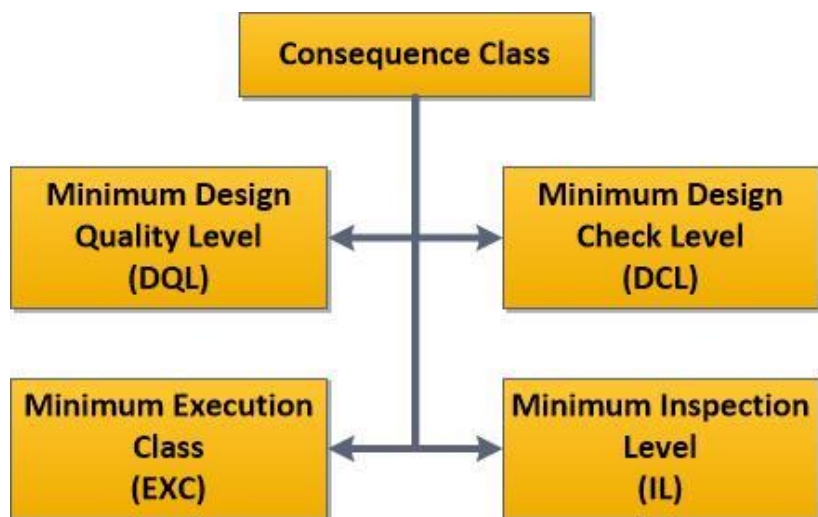 Consequence Class
Minimum Design
Quality Level
(DQL)
Minimum Design
Check Level
(DCL)
Minimum Execution
Class
(EXC)
Minimum Inspection
Level
(IL)